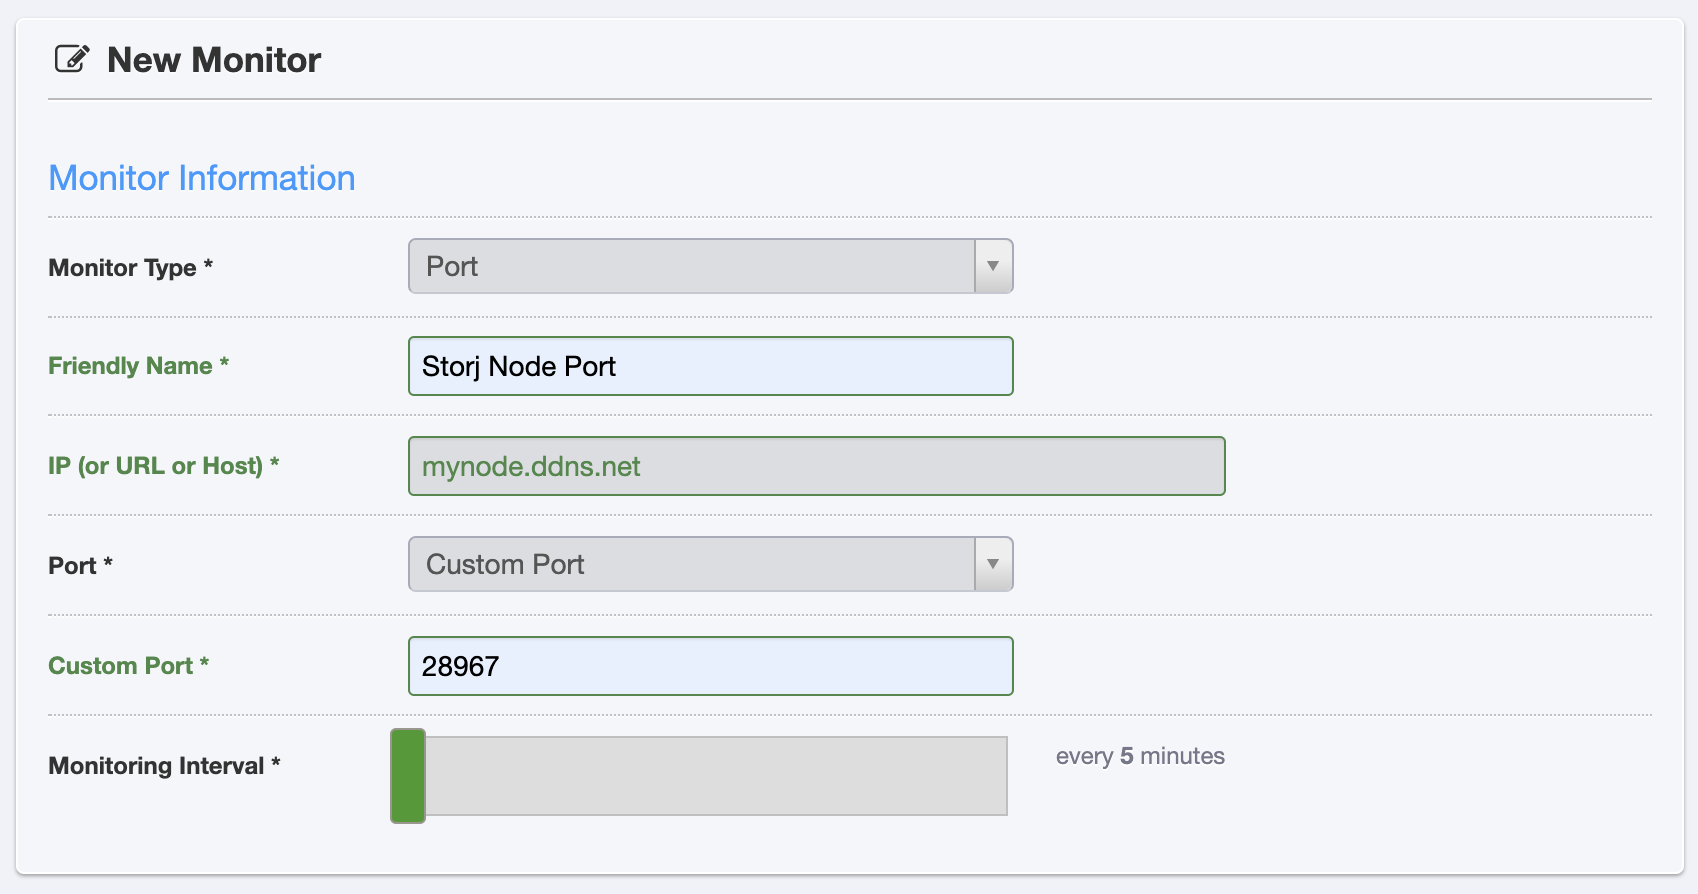 New Monitor
Monitor Information
Monitor Type * Port
Friendly Name * Storj Node Port
IP (or URL or Host) * mynode.ddns.net
Port * Custom Port
Custom Port * 28967
Monitoring Interval * every 5 minutes